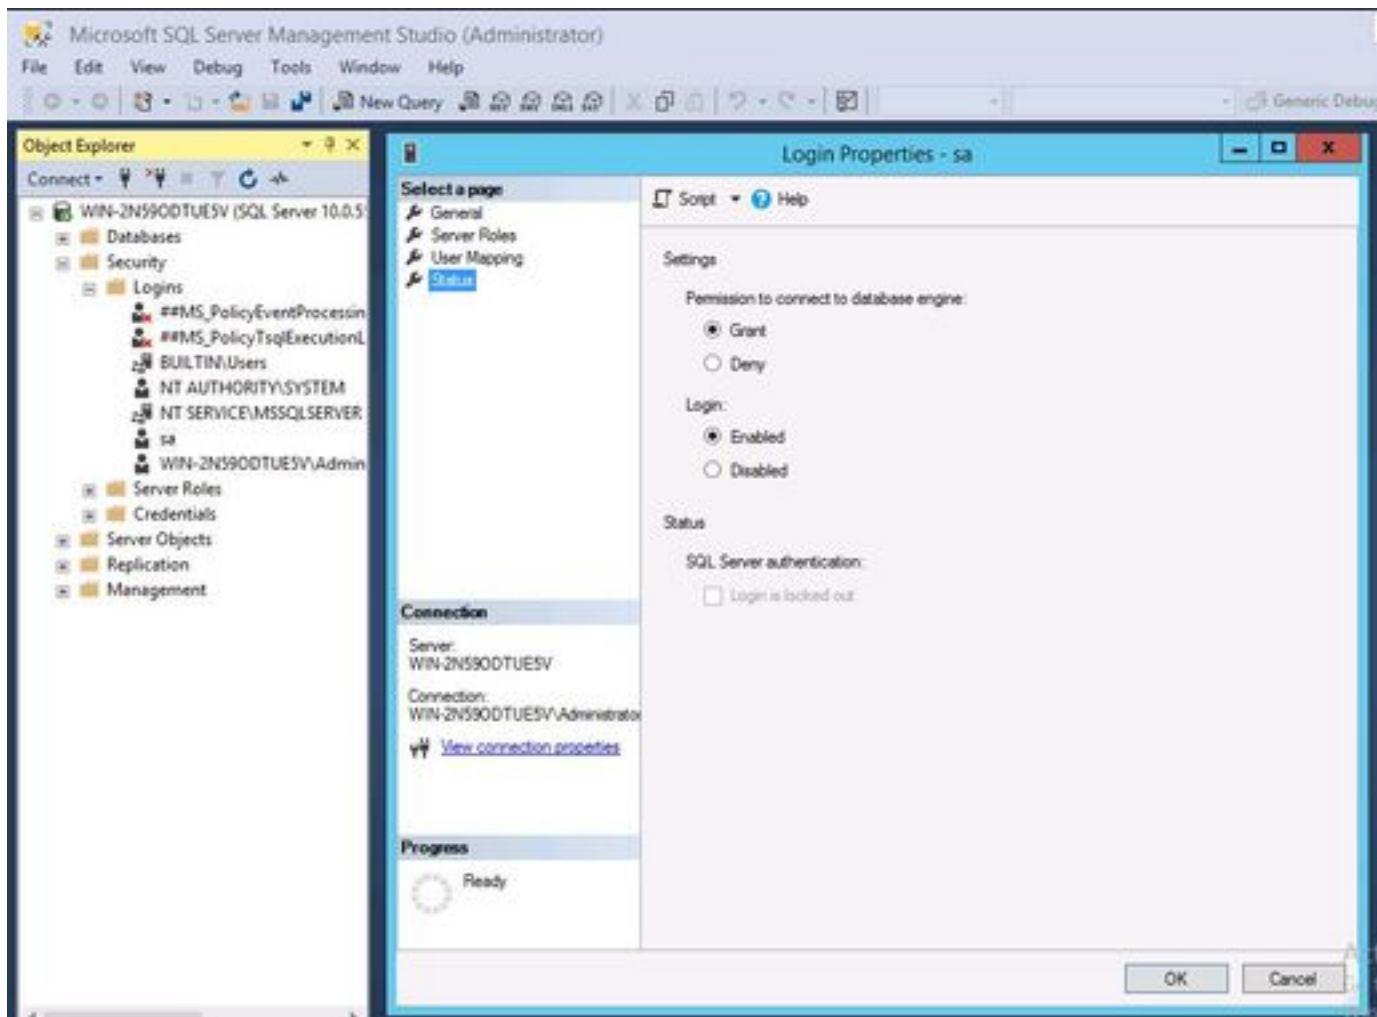 Microsoft SQL Server Management Studio (Administrator)
File Edit View Debug Tools Window Help
New Query
Generic Debu
Object Explorer
Connect
WIN-2N59ODTUE5V (SQL Server 10.0.5
Databases
Security
Logins
##MS_PolicyEventProcessin
##MS_PolicyTsqlExecutionL
BUILTIN\Users
NT AUTHORITY\SYSTEM
NT SERVICE\MSSQLSERVER
sa
WIN-2N59ODTUE5V\Admin
Server Roles
Credentials
Server Objects
Replication
Management
Login Properties - sa
Select a page
General
Server Roles
User Mapping
Status
Connection
Server:
WIN-2N59ODTUE5V
Connection:
WIN-2N59ODTUE5V\Administrator
View connection properties
Progress
Ready
Script Help
Settings
Permission to connect to database engine:
Grant
Deny
Login:
Enabled
Disabled
Status
SQL Server authentication:
Login is locked out
OK Cancel